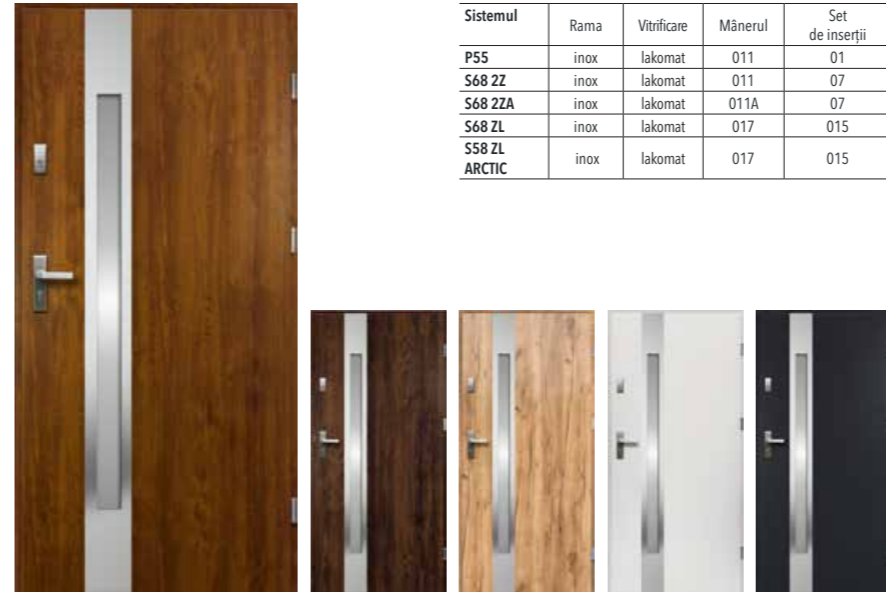 Sistemul Rama Vitrificare Mânerul Set de inserții
P55 inox lakomat 011 01
S68 2Z inox lakomat 011 07
S68 2ZA inox lakomat 011A 07
S68 ZL inox lakomat 017 015
S58 ZL ARCTIC inox lakomat 017 015